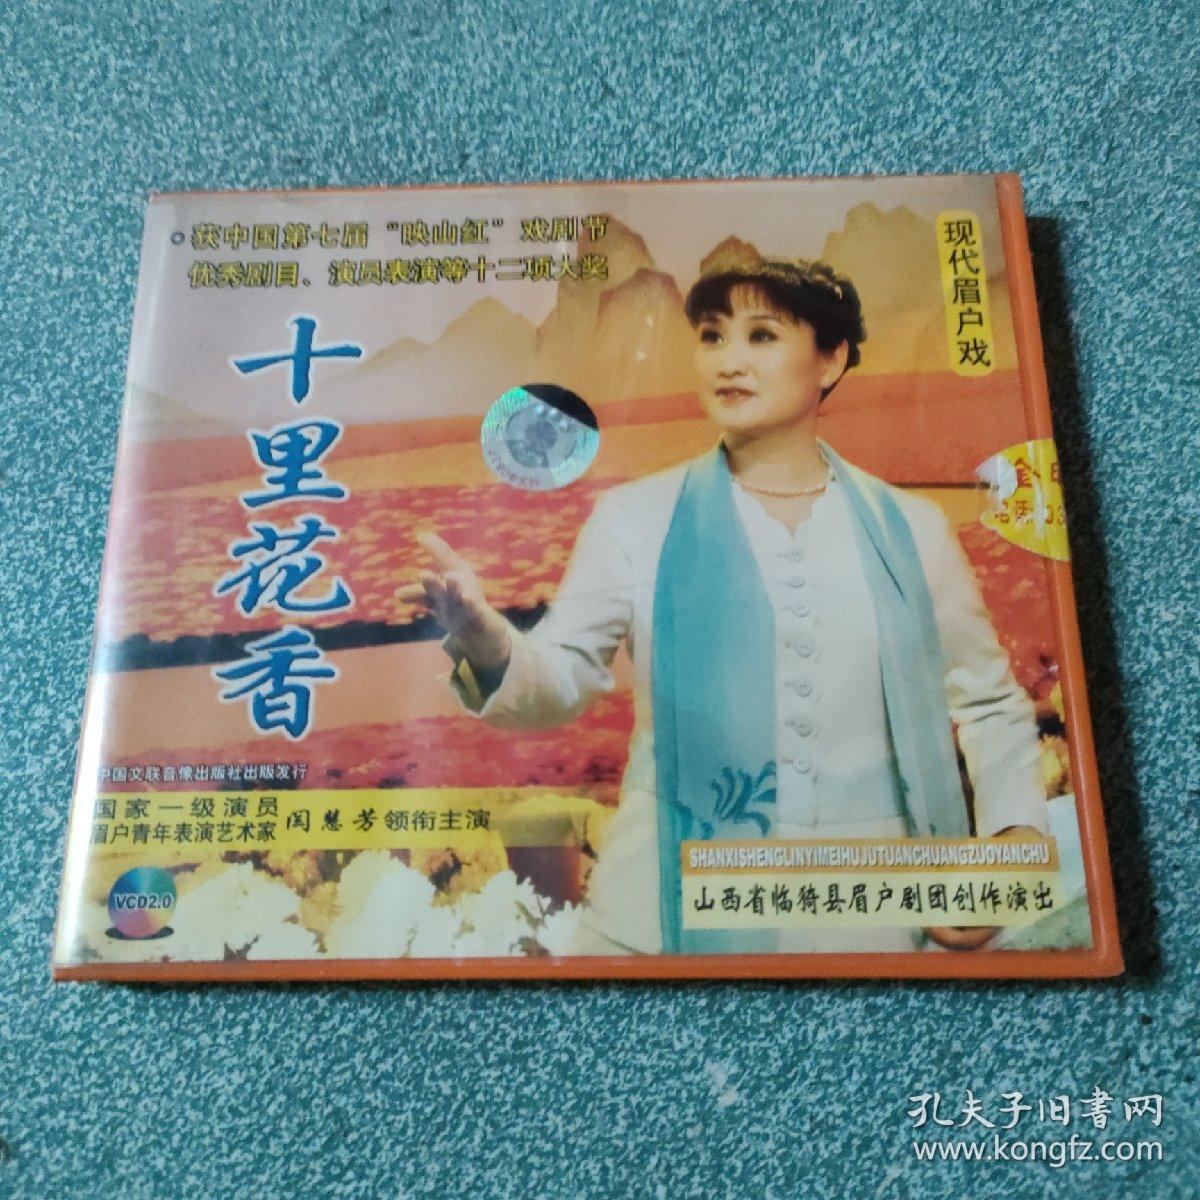 获中国第七届“映山红”戏剧节
优秀剧目、演员表演等十二项大奖
现代眉户戏
十里花香
中国文联音像出版社出版发行
国家一级演员
眉户青年表演艺术家
闫慧芳领衔主演
VCD2.0
SHANXISHENGLINYIMEIHUJUTUANCHUANGZUOYANCHU
山西省临猗县眉户剧团创作演出
孔夫子旧書网
www.kongfz.com